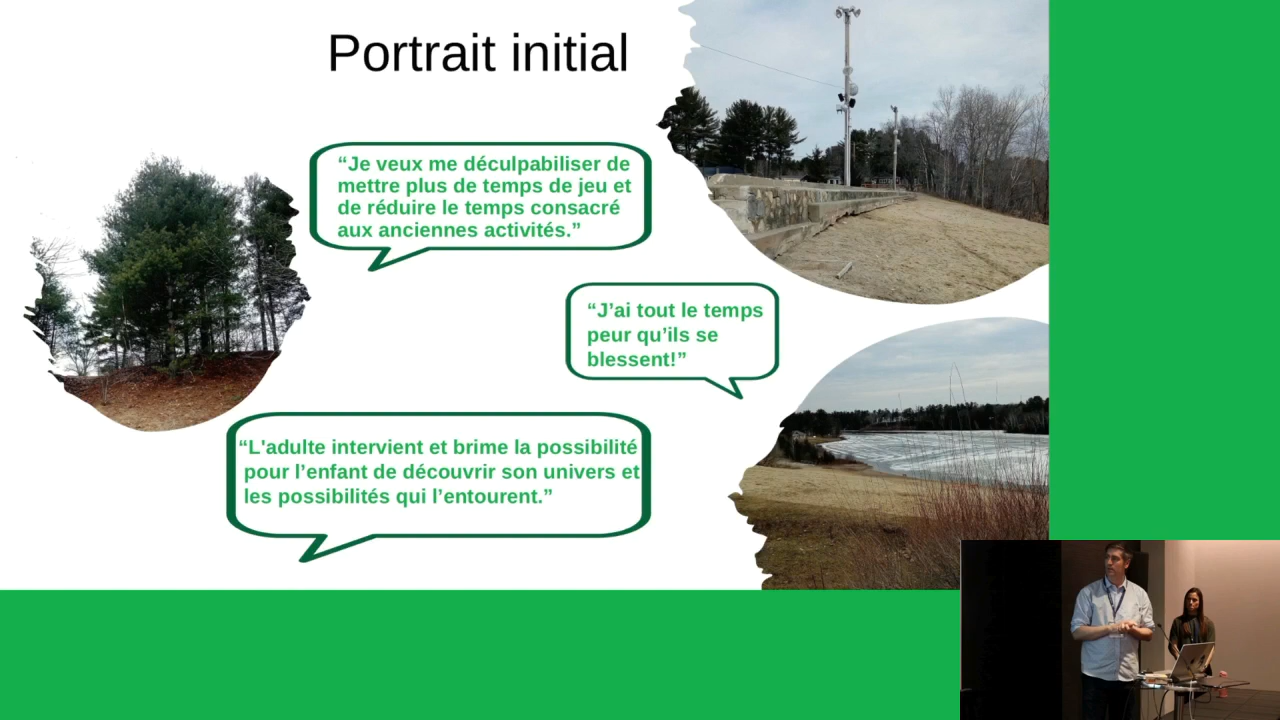 Portrait initial
“Je veux me déculpabiliser de
mettre plus de temps de jeu et
de réduire le temps consacré
aux anciennes activités.”
“J’ai tout le temps
peur qu’ils se
blessent!”
“L'adulte intervient et brime la possibilité
pour l’enfant de découvrir son univers et
les possibilités qui l’entourent.”